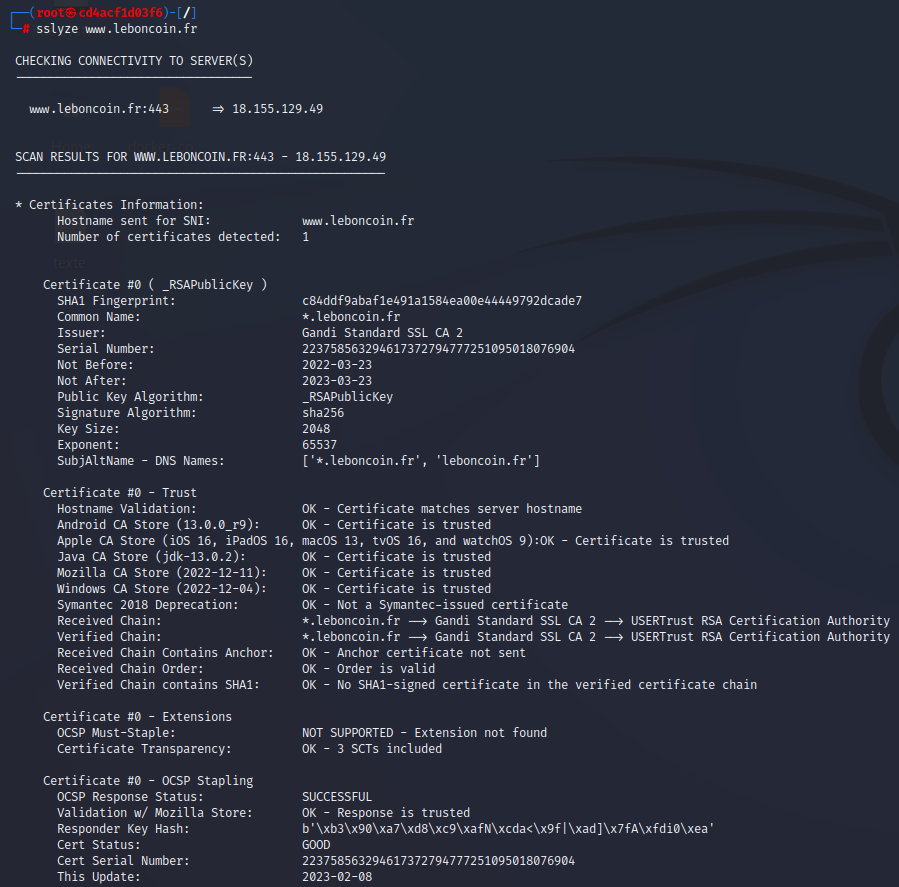 ┌──(root㉿cd4acf1d03f6)-[/]
└─# sslyze www.leboncoin.fr
CHECKING CONNECTIVITY TO SERVER(S)
----------------------------------
www.leboncoin.fr:443 => 18.155.129.49
SCAN RESULTS FOR WWW.LEBONCOIN.FR:443 - 18.155.129.49
-----------------------------------------------------
* Certificates Information:
Hostname sent for SNI: www.leboncoin.fr
Number of certificates detected: 1
texte
Certificate #0 ( _RSAPublicKey )
SHA1 Fingerprint: c84ddf9abaf1e491a1584ea00e44449792dcade7
Common Name: *.leboncoin.fr
Issuer: Gandi Standard SSL CA 2
Serial Number: 223758563294617372794777251095018076904
Not Before: 2022-03-23
Not After: 2023-03-23
Public Key Algorithm: _RSAPublicKey
Signature Algorithm: sha256
Key Size: 2048
Exponent: 65537
SubjAltName - DNS Names: ['*.leboncoin.fr', 'leboncoin.fr']
Certificate #0 - Trust
Hostname Validation: OK - Certificate matches server hostname
Android CA Store (13.0.0_r9): OK - Certificate is trusted
Apple CA Store (iOS 16, iPadOS 16, macOS 13, tvOS 16, and watchOS 9):OK - Certificate is trusted
Java CA Store (jdk-13.0.2): OK - Certificate is trusted
Mozilla CA Store (2022-12-11): OK - Certificate is trusted
Windows CA Store (2022-12-04): OK - Certificate is trusted
Symantec 2018 Deprecation: OK - Not a Symantec-issued certificate
Received Chain: *.leboncoin.fr --> Gandi Standard SSL CA 2 --> USERTrust RSA Certification Authority
Verified Chain: *.leboncoin.fr --> Gandi Standard SSL CA 2 --> USERTrust RSA Certification Authority
Received Chain Contains Anchor: OK - Anchor certificate not sent
Received Chain Order: OK - Order is valid
Verified Chain contains SHA1: OK - No SHA1-signed certificate in the verified certificate chain
Certificate #0 - Extensions
OCSP Must-Staple: NOT SUPPORTED - Extension not found
Certificate Transparency: OK - 3 SCTs included
Certificate #0 - OCSP Stapling
OCSP Response Status: SUCCESSFUL
Validation w/ Mozilla Store: OK - Response is trusted
Responder Key Hash: b'\xb3\x90\xa7\xd8\xc9\xafN\xcda<\x9f|\xad]\x7fA\xfdi0\xea'
Cert Status: GOOD
Cert Serial Number: 223758563294617372794777251095018076904
This Update: 2023-02-08